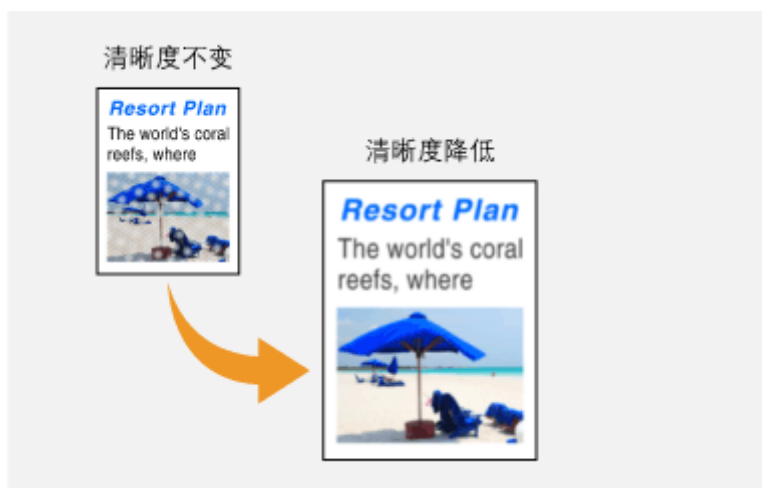 清晰度不变
Resort Plan
The world's coral
reefs, where
清晰度降低
Resort Plan
The world's coral
reefs, where